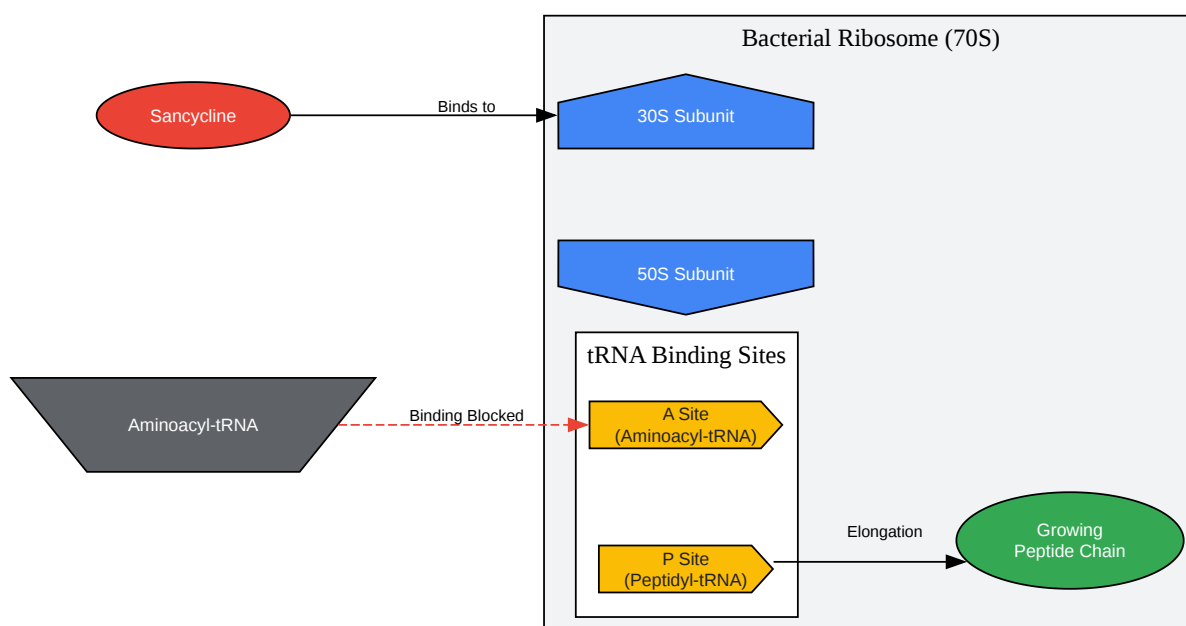 Bacterial Ribosome (70S)
Sancycline
Binds to
30S Subunit
50S Subunit
tRNA Binding Sites
Aminoacyl-tRNA
Binding Blocked
A Site
(Aminoacyl-tRNA)
P Site
(Peptidyl-tRNA)
Elongation
Growing
Peptide Chain